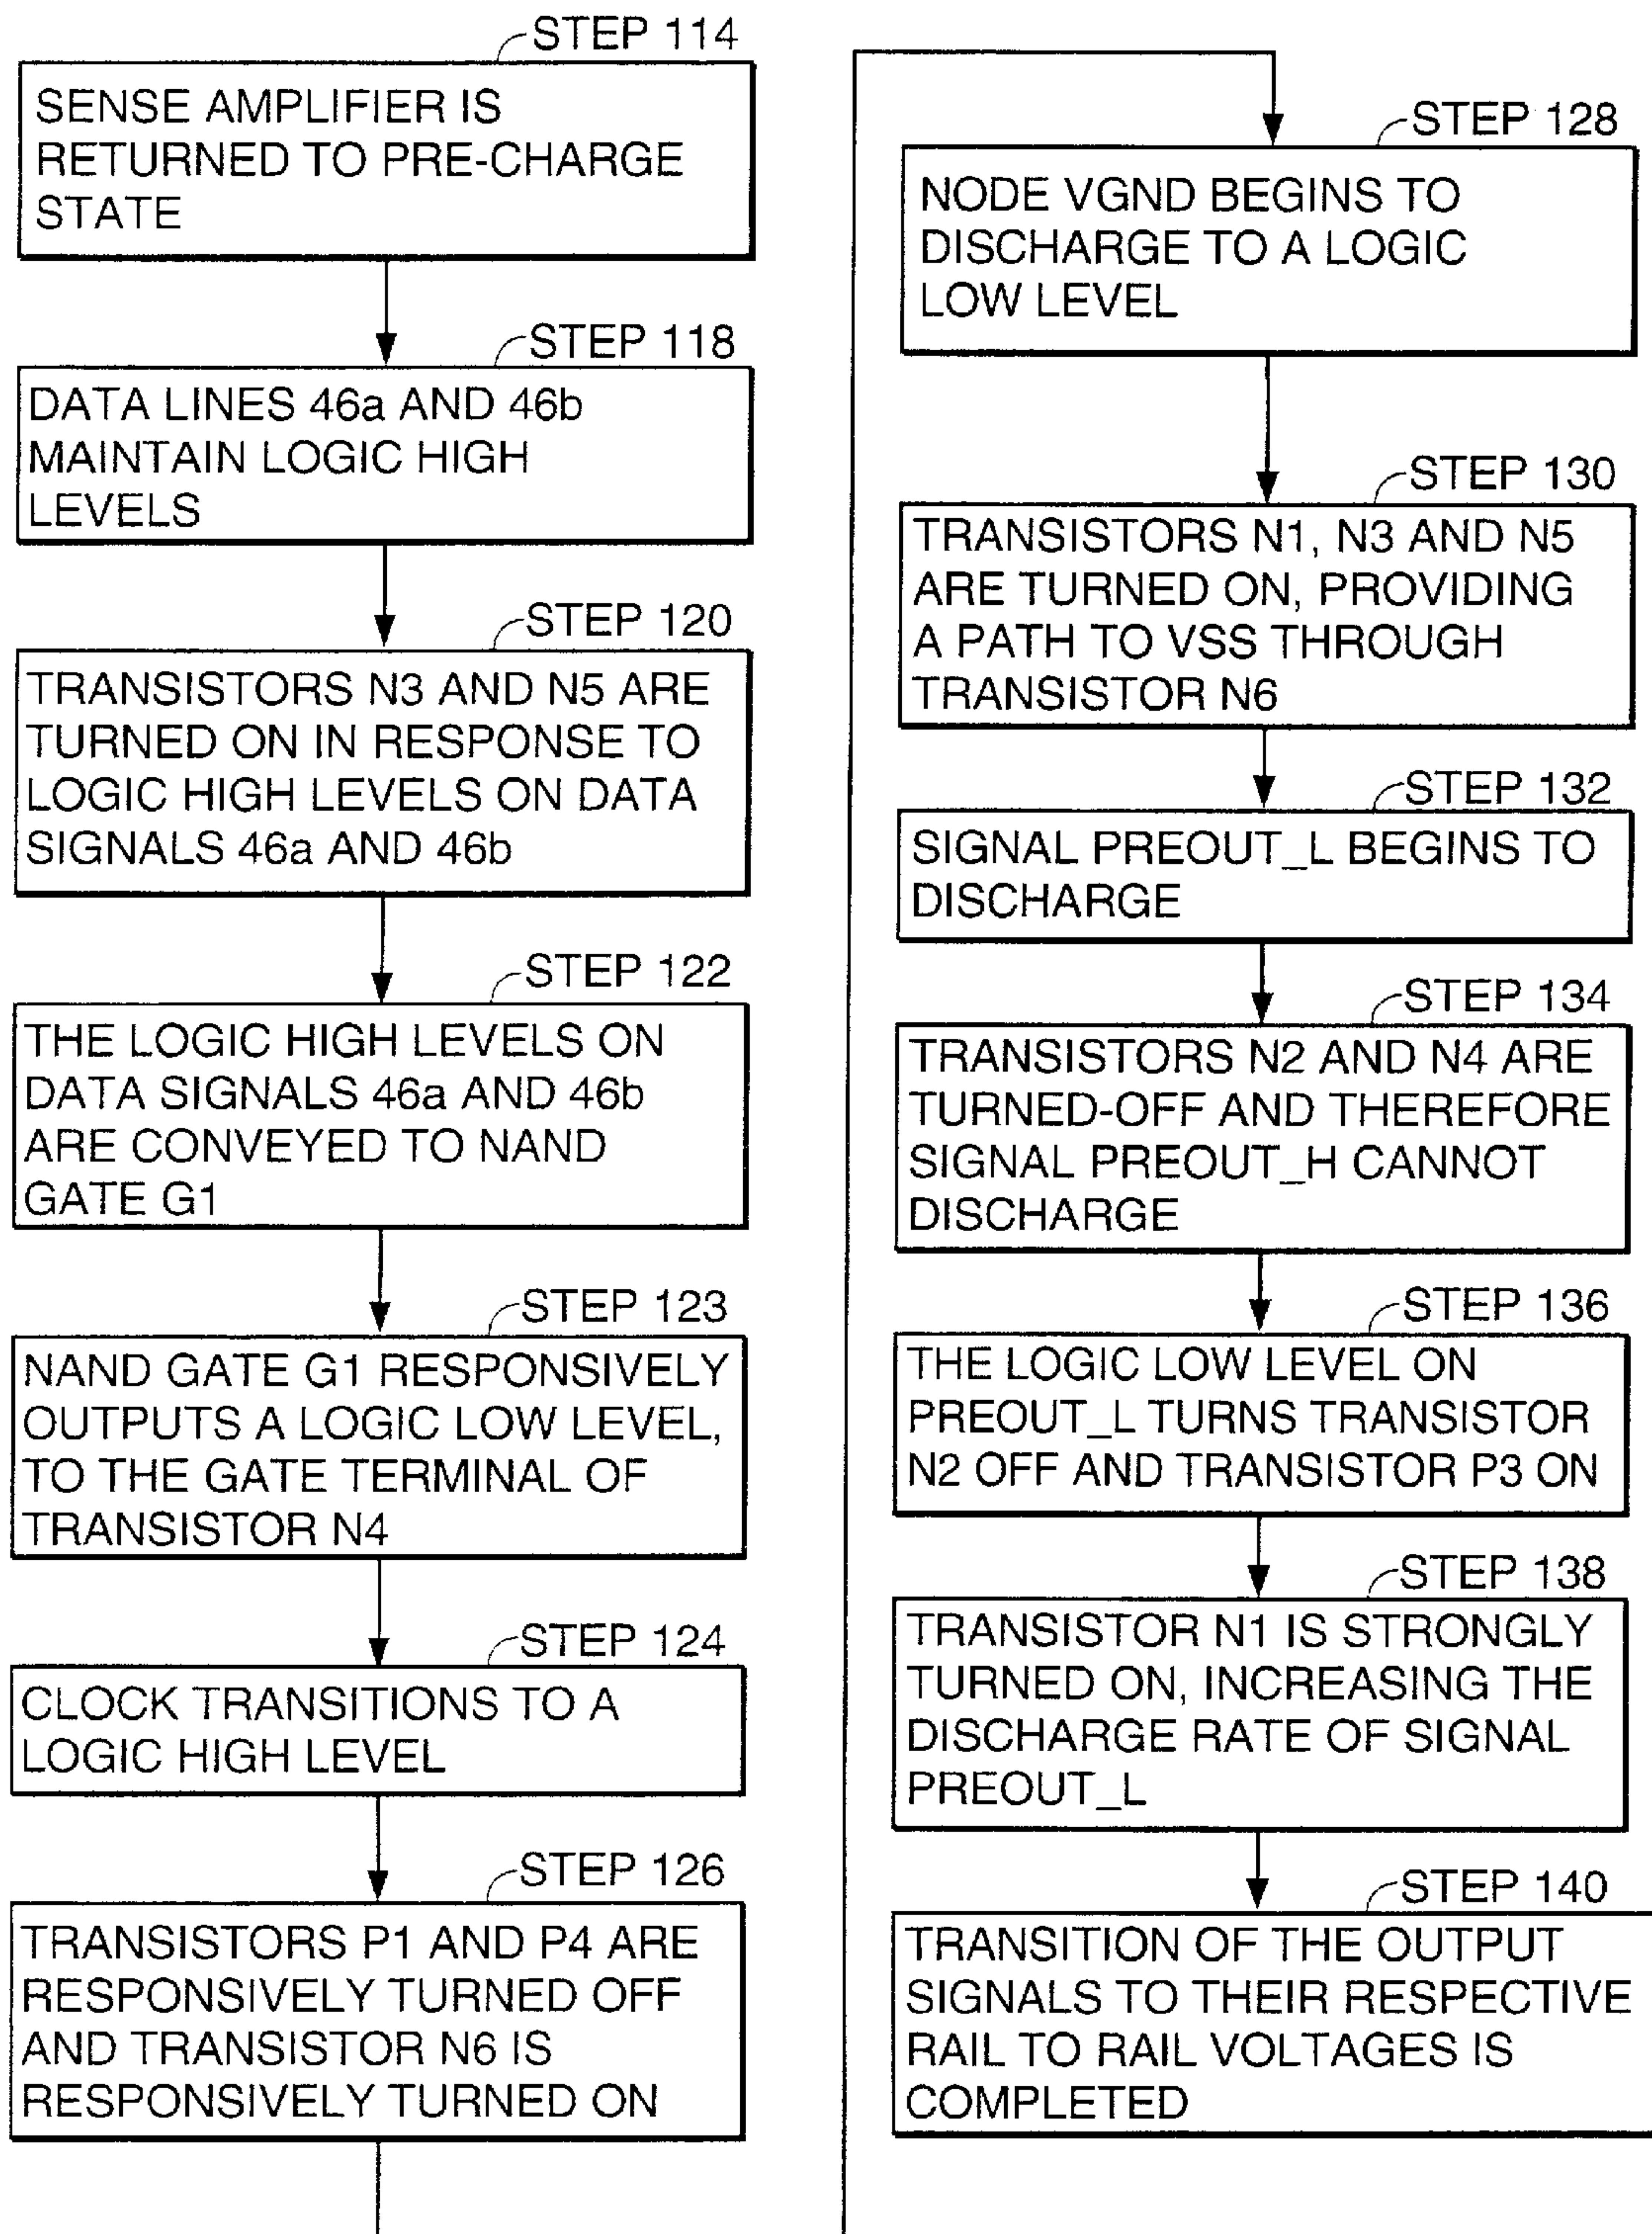 STEP 114
SENSE AMPLIFIER IS
RETURNED TO PRE-CHARGE
STATE
STEP 118
DATA LINES 46a AND 46b
MAINTAIN LOGIC HIGH
LEVELS
STEP 120
TRANSISTORS N3 AND N5 ARE
TURNED ON IN RESPONSE TO
LOGIC HIGH LEVELS ON DATA
SIGNALS 46a AND 46b
STEP 122
THE LOGIC HIGH LEVELS ON
DATA SIGNALS 46a AND 46b
ARE CONVEYED TO NAND
GATE G1
STEP 123
NAND GATE G1 RESPONSIVELY
OUTPUTS A LOGIC LOW LEVEL,
TO THE GATE TERMINAL OF
TRANSISTOR N4
STEP 124
CLOCK TRANSITIONS TO A
LOGIC HIGH LEVEL
STEP 126
TRANSISTORS P1 AND P4 ARE
RESPONSIVELY TURNED OFF
AND TRANSISTOR N6 IS
RESPONSIVELY TURNED ON
STEP 128
NODE VGND BEGINS TO
DISCHARGE TO A LOGIC
LOW LEVEL
STEP 130
TRANSISTORS N1, N3 AND N5
ARE TURNED ON, PROVIDING
A PATH TO VSS THROUGH
TRANSISTOR N6
STEP 132
SIGNAL PREOUT_L BEGINS TO
DISCHARGE
STEP 134
TRANSISTORS N2 AND N4 ARE
TURNED-OFF AND THEREFORE
SIGNAL PREOUT_H CANNOT
DISCHARGE
STEP 136
THE LOGIC LOW LEVEL ON
PREOUT_L TURNS TRANSISTOR
N2 OFF AND TRANSISTOR P3 ON
STEP 138
TRANSISTOR N1 IS STRONGLY
TURNED ON, INCREASING THE
DISCHARGE RATE OF SIGNAL
PREOUT_L
STEP 140
TRANSITION OF THE OUTPUT
SIGNALS TO THEIR RESPECTIVE
RAIL TO RAIL VOLTAGES IS
COMPLETED